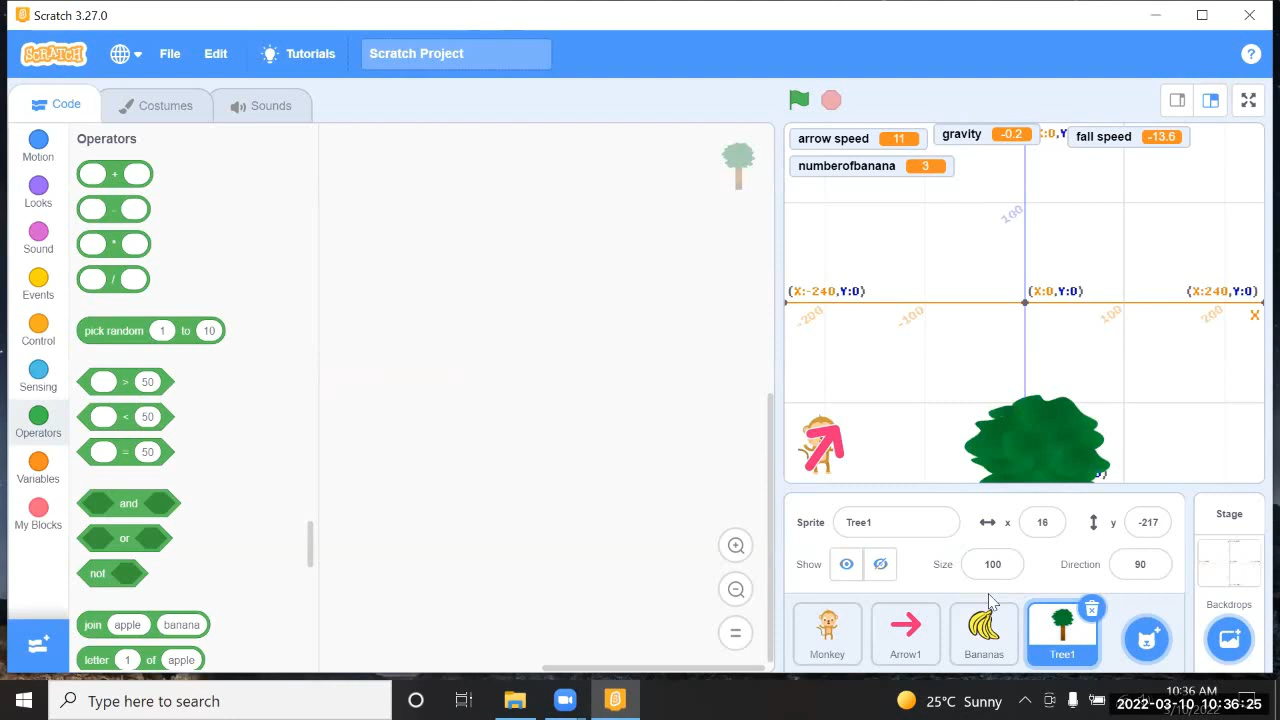 Scratch 3.27.0
SCRATCH File Edit Tutorials Scratch Project ?
Code Costumes Sounds
Motion
Looks
Sound
Events
Control
Sensing
Operators
Variables
My Blocks
Operators
+
-
*
/
pick random 1 to 10
> 50
< 50
= 50
and
or
not
join apple banana
letter 1 of apple
arrow speed 11
gravity -0.2
fall speed -13.6
numberofbanana 3
:0,Y
100
(X:-240,Y:0) (X:0,Y:0) (X:240,Y:0)
-200 -100 100 200 X
Sprite Tree1 x 16 y -217
Show Size 100 Direction 90
Monkey Arrow1 Bananas Tree1
Stage
Backdrops
Type here to search
25°C Sunny
10:36 AM
2022-03-10 10:36:25